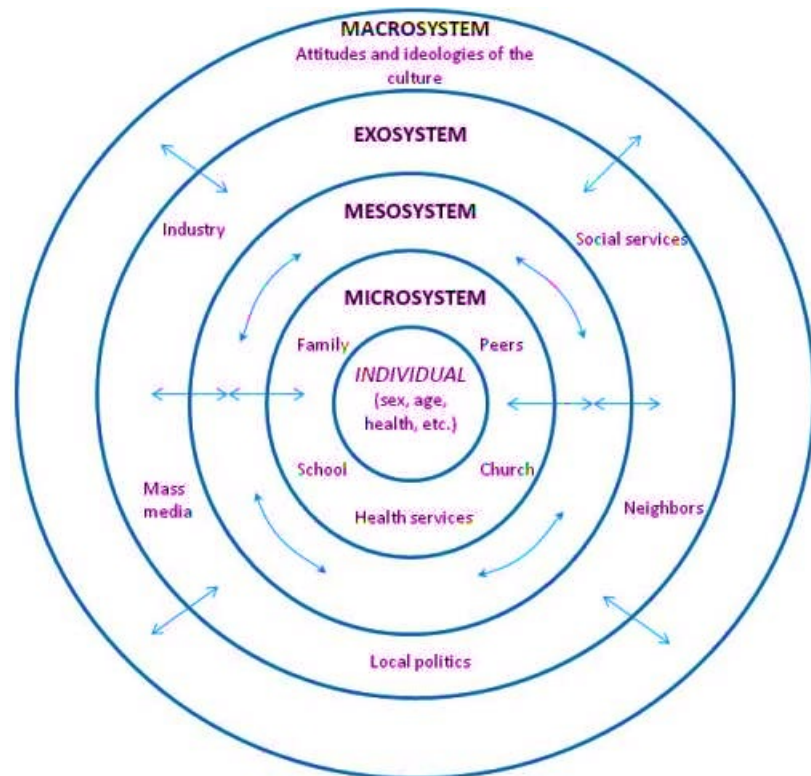 MACROSYSTEM
Attitudes and ideologies of the
culture
EXOSYSTEM
MESOSYSTEM
Industry
Social services
MICROSYSTEM
Family
Peers
INDIVIDUAL
(sex, age,
health, etc.)
School
Church
Mass
media
Health services
Neighbors
Local politics